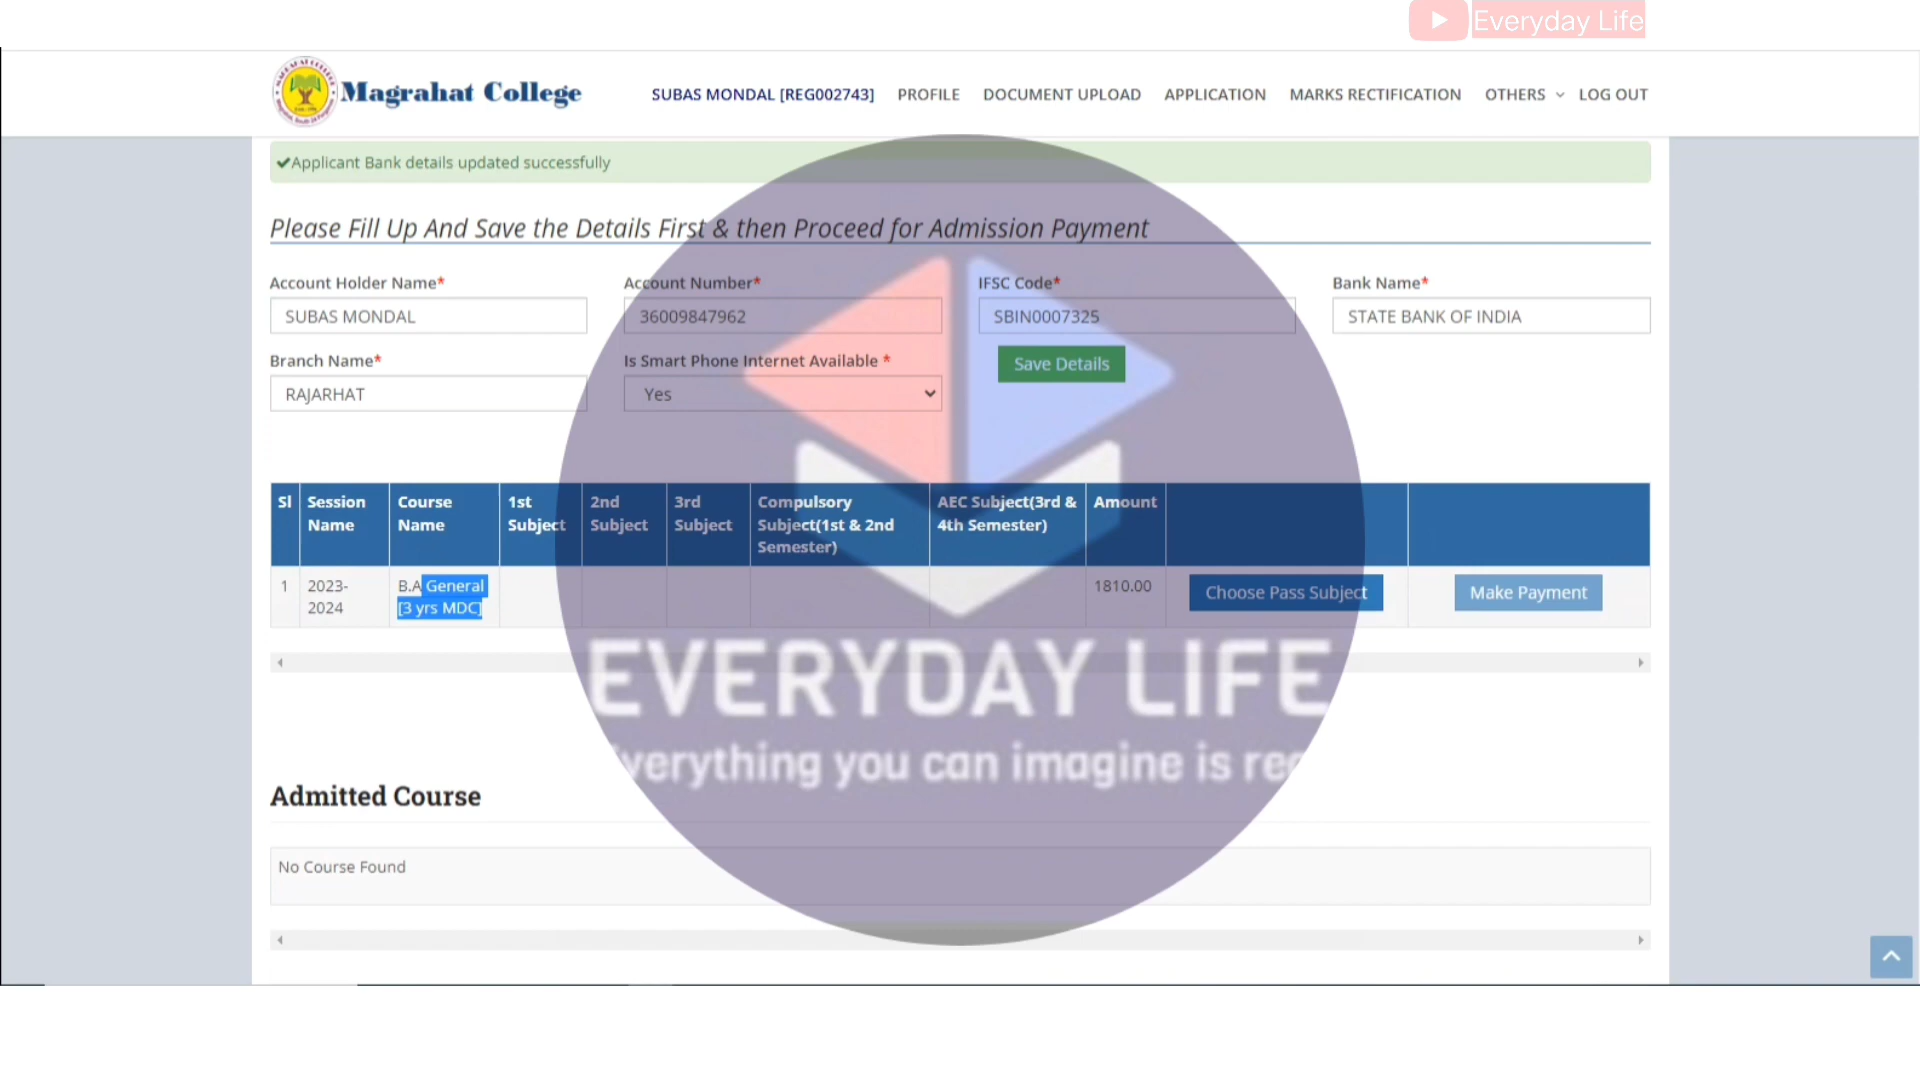 Everyday Life
Magrahat College
SUBAS MONDAL [REG002743] PROFILE DOCUMENT UPLOAD APPLICATION MARKS RECTIFICATION OTHERS LOG OUT
Applicant Bank details updated successfully
Please Fill Up And Save the Details First & then Proceed for Admission Payment
Account Holder Name* Account Number* IFSC Code* Bank Name*
SUBAS MONDAL 36009847962 SBIN0007325 STATE BANK OF INDIA
Branch Name* Is Smart Phone Internet Available * Save Details
RAJARHAT Yes
Sl Session Name Course Name 1st Subject 2nd Subject 3rd Subject Compulsory Subject(1st & 2nd Semester) AEC Subject(3rd & 4th Semester) Amount
1 2023-2024 B.A General [3 yrs MDC] 1810.00 Choose Pass Subject Make Payment
EVERYDAY LIFE
verything you can imagine is rea
Admitted Course
No Course Found